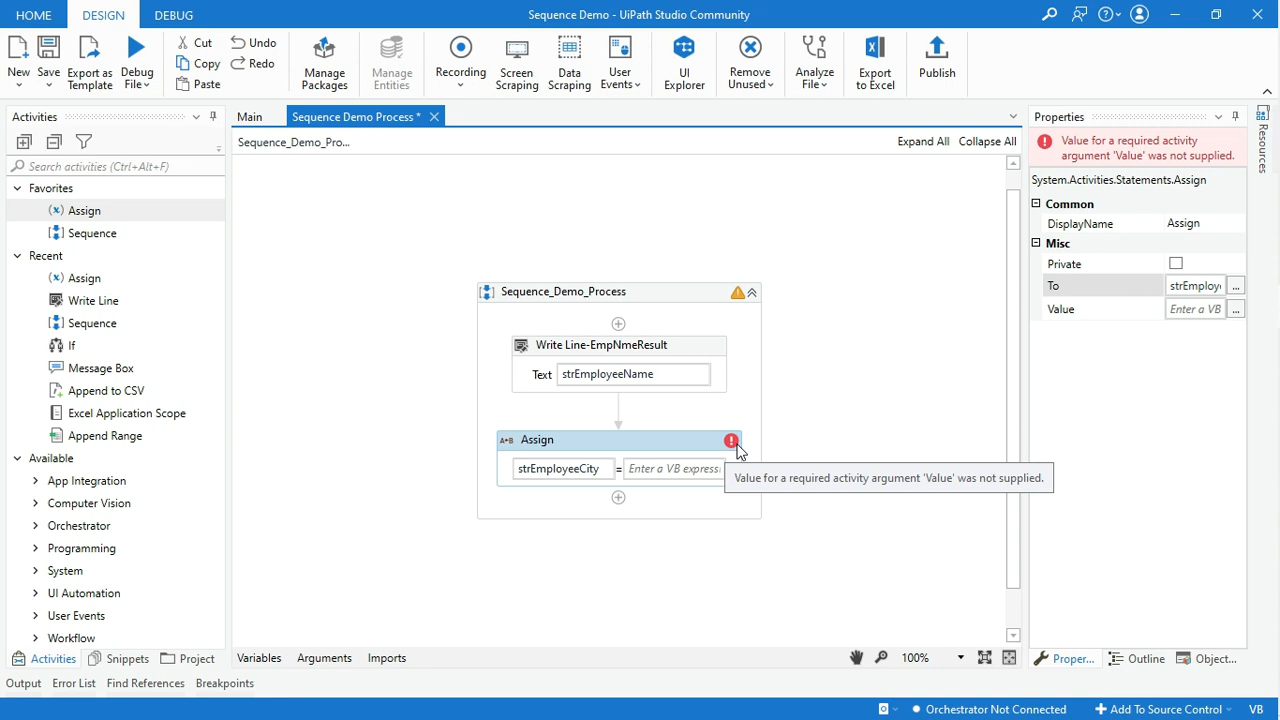 HOME DESIGN DEBUG Sequence Demo - UiPath Studio Community
New Save Export as Template Debug File Cut Copy Paste Undo Redo Manage Packages Manage Entities Recording Screen Scraping Data Scraping User Events UI Explorer Remove Unused Analyze File Export to Excel Publish
Activities
Search activities (Ctrl+Alt+F)
Favorites
Assign
Sequence
Recent
Assign
Write Line
Sequence
If
Message Box
Append to CSV
Excel Application Scope
Append Range
Available
App Integration
Computer Vision
Orchestrator
Programming
System
UI Automation
User Events
Workflow
Activities Snippets Project
Main Sequence Demo Process *
Sequence_Demo_Pro... Expand All Collapse All
Sequence_Demo_Process
Write Line-EmpNmeResult
Text strEmployeeName
A+B Assign
strEmployeeCity = Enter a VB express
Value for a required activity argument 'Value' was not supplied.
Variables Arguments Imports 100%
Properties
Value for a required activity
argument 'Value' was not supplied.
System.Activities.Statements.Assign
Common
DisplayName Assign
Misc
Private
To strEmploy ...
Value Enter a VB ...
Proper... Outline Object...
Resources
Output Error List Find References Breakpoints
Orchestrator Not Connected Add To Source Control VB